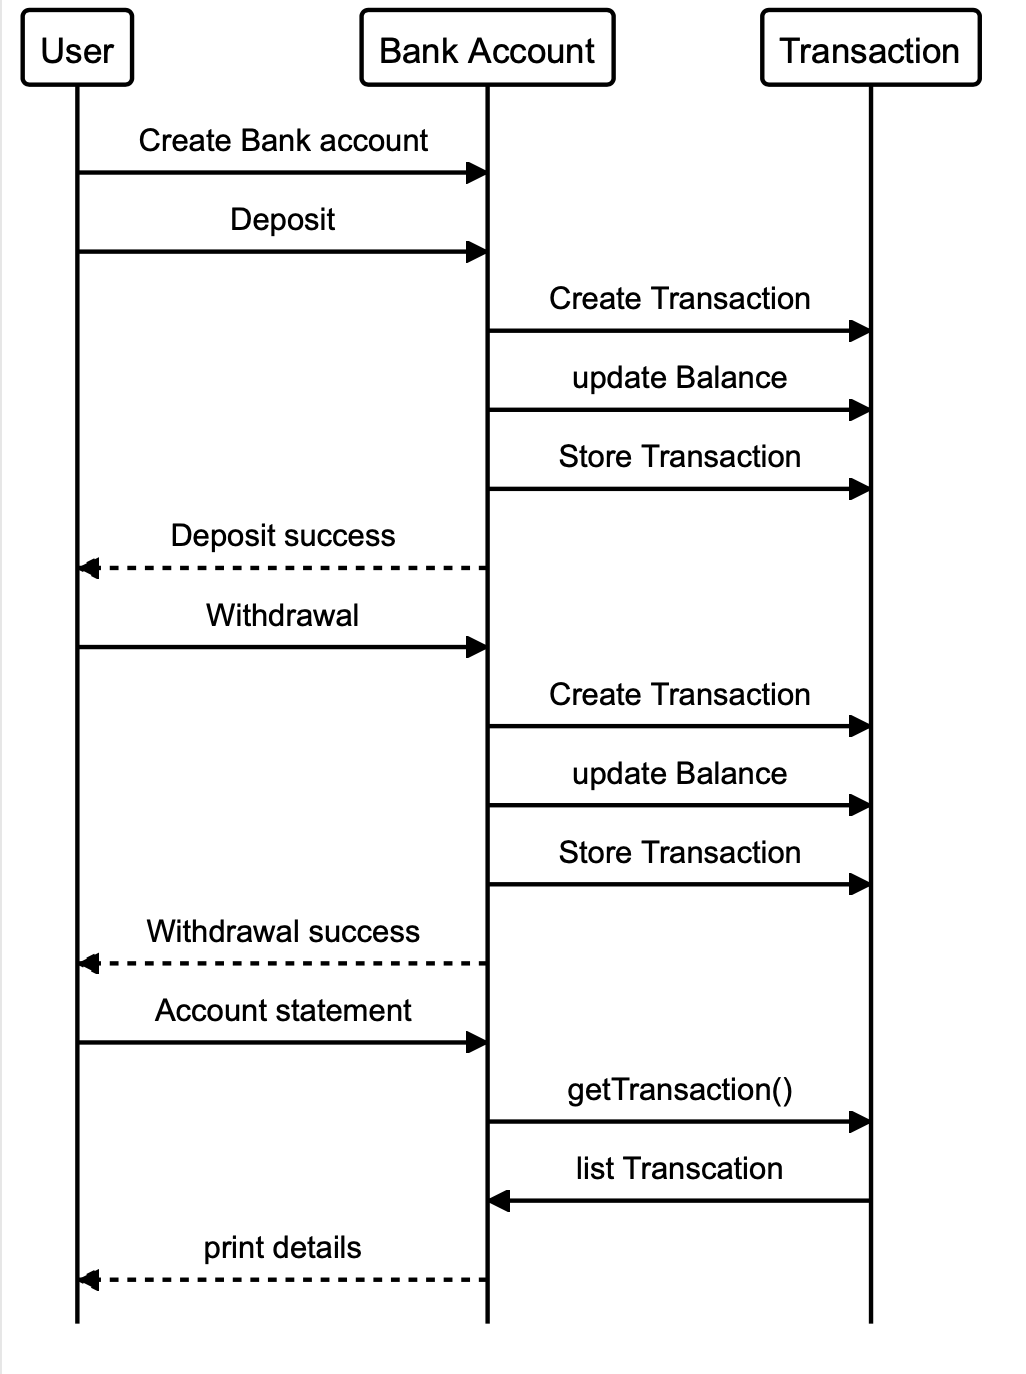 User
Bank Account
Transaction
Create Bank account
Deposit
Create Transaction
update Balance
Store Transaction
Deposit success
Withdrawal
Create Transaction
update Balance
Store Transaction
Withdrawal success
Account statement
getTransaction()
list Transcation
print details